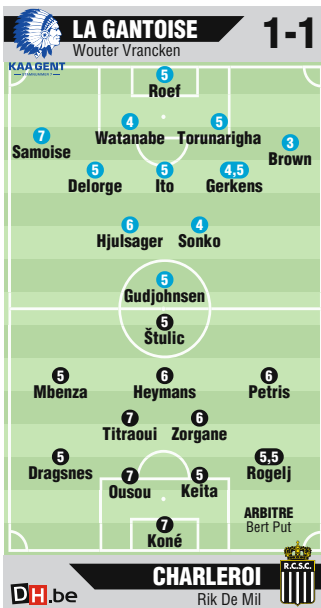 LA GANTOISE
1-1
Wouter Vrancken
KAA GENT
5
Roef
4 5
Watanabe Torunarigha
7
Samoise
3
Brown
5 5 4,5
Delorge Ito Gerkens
6 4
Hjulsager Sonko
5
Gudjohnsen
5
Štulic
5 6 6
Mbenza Heymans Petris
7 6
Titraoui Zorgane
5 5,5
Dragsnes Rogelj
7 5
Ousou Keita
7
Koné
ARBITRE
Bert Put
CHARLEROI
Rik De Mil
R.C.S.C.
DH.be